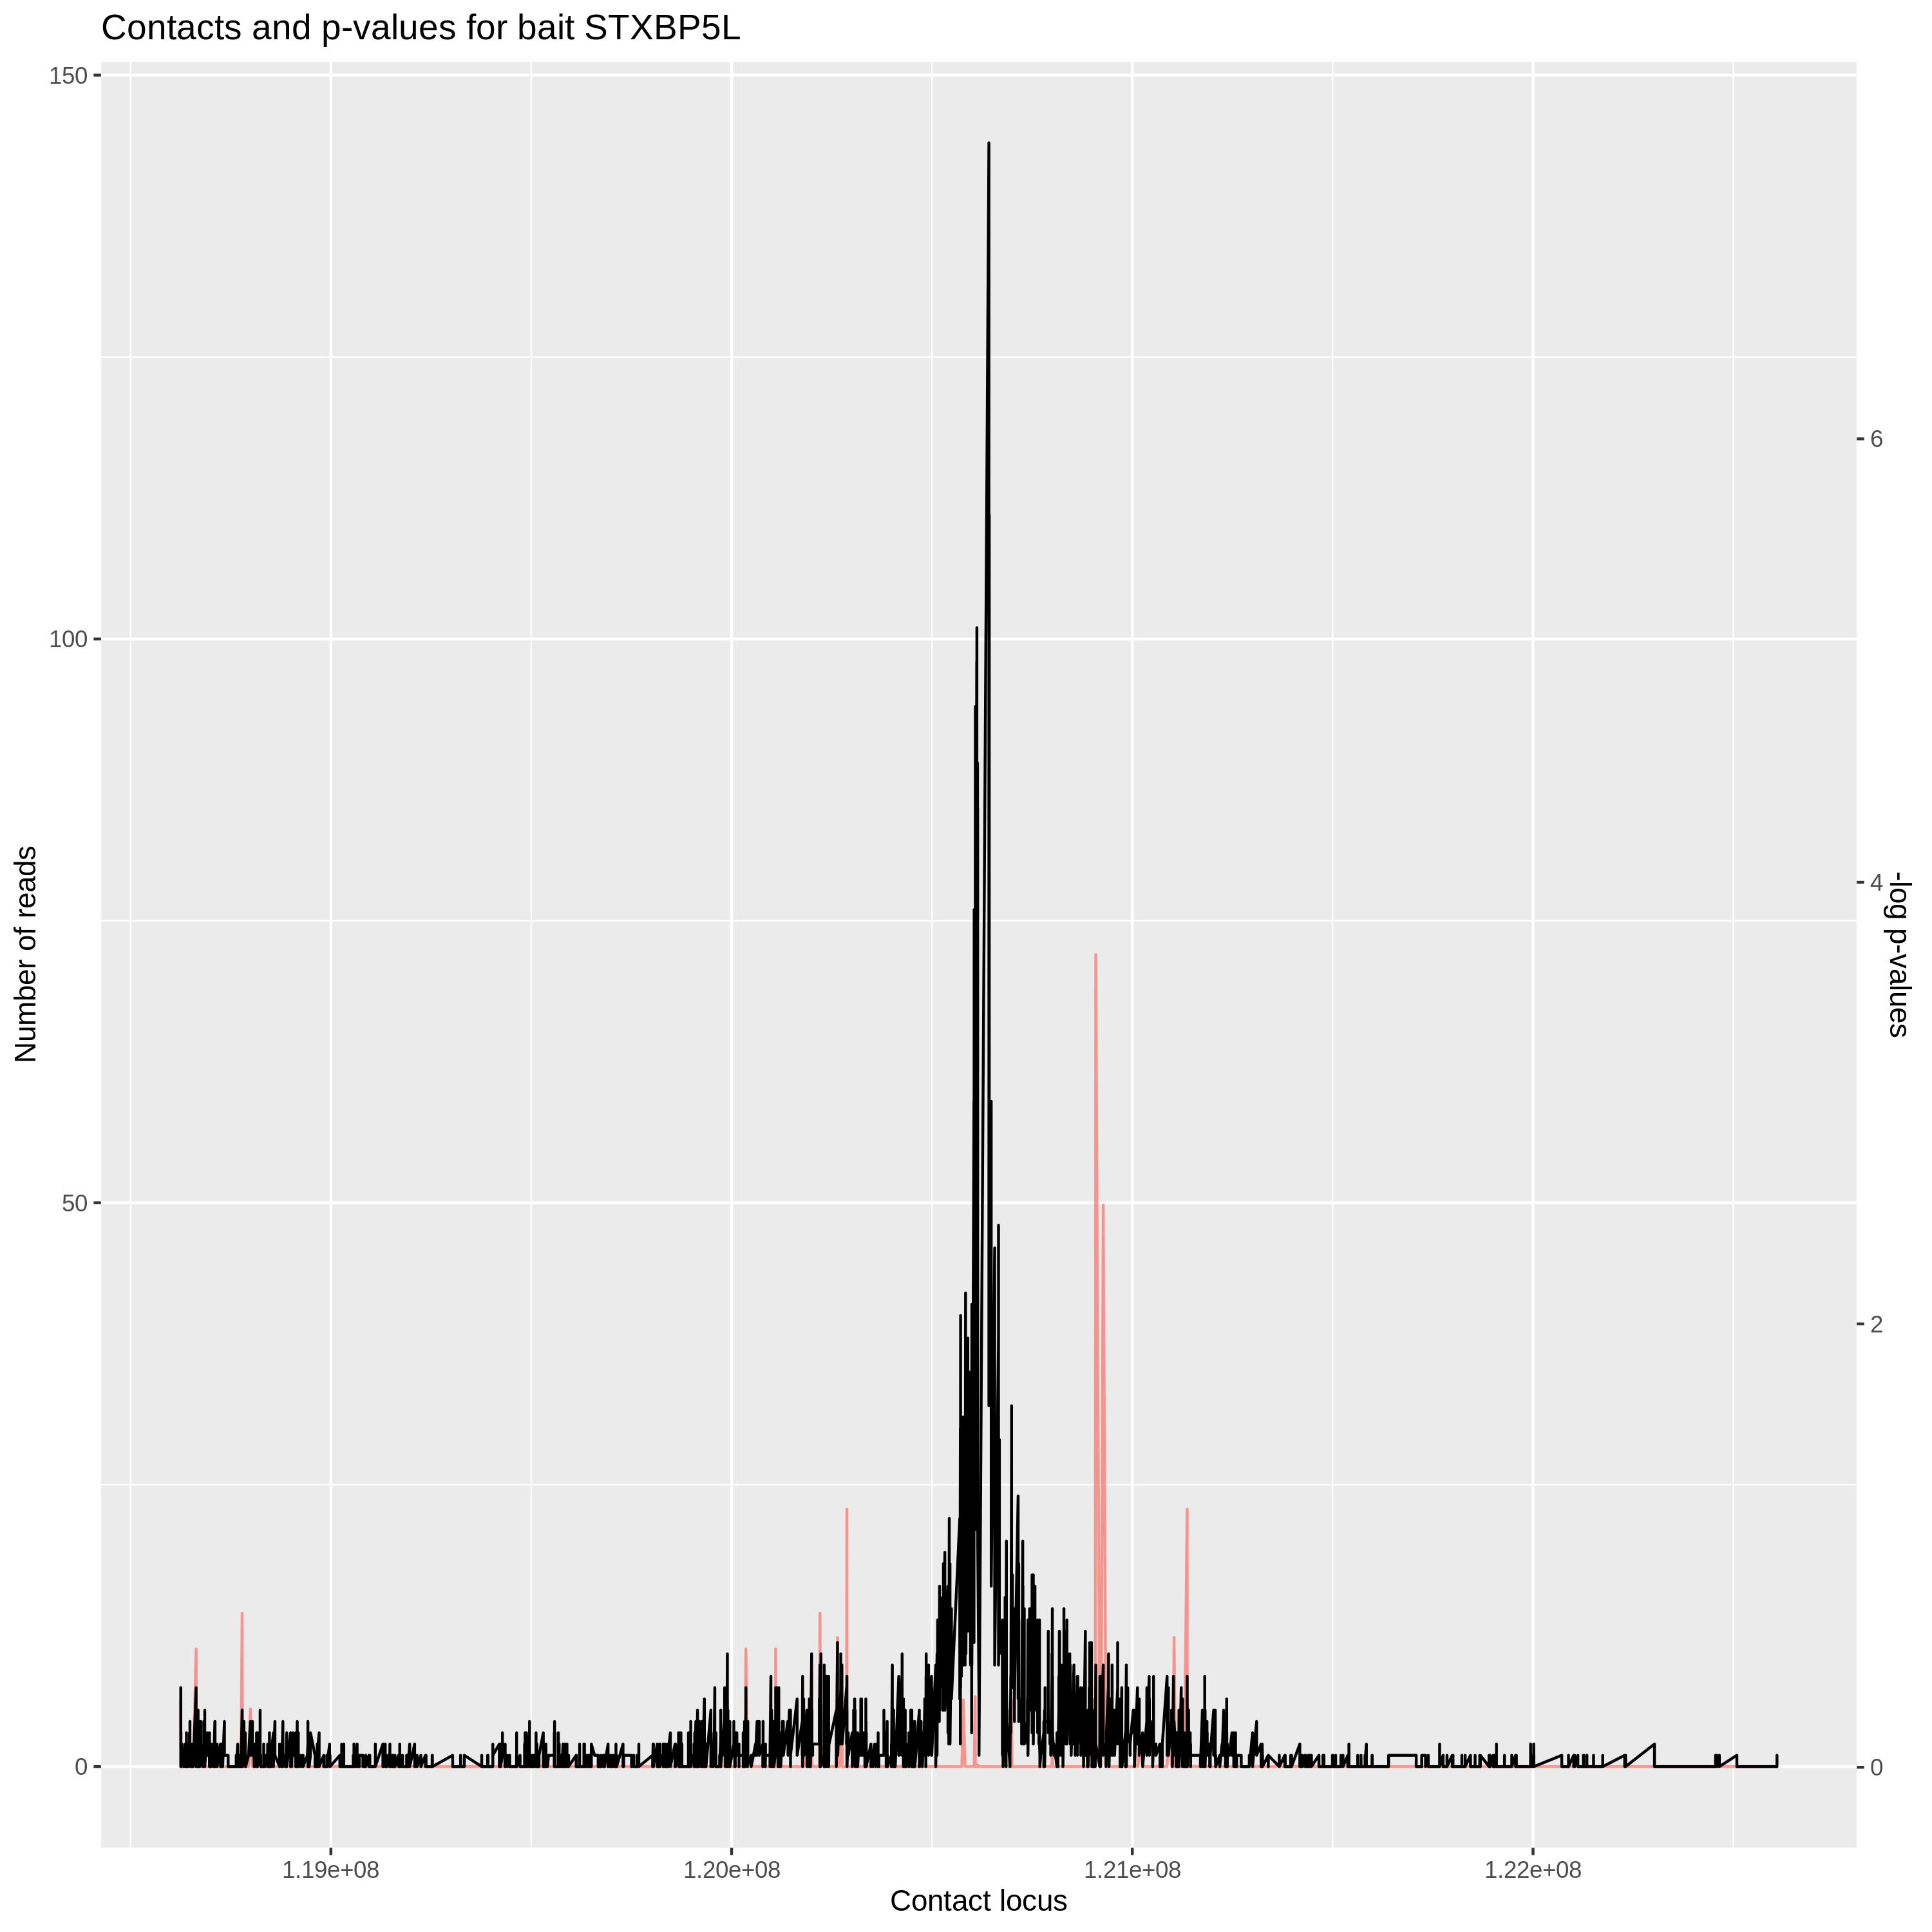 Contacts and p-values for bait STXBP5L
150
100
50
0
Number of reads
6
4
2
0
-log p-values
1.19e+08
1.20e+08
1.21e+08
1.22e+08
Contact locus